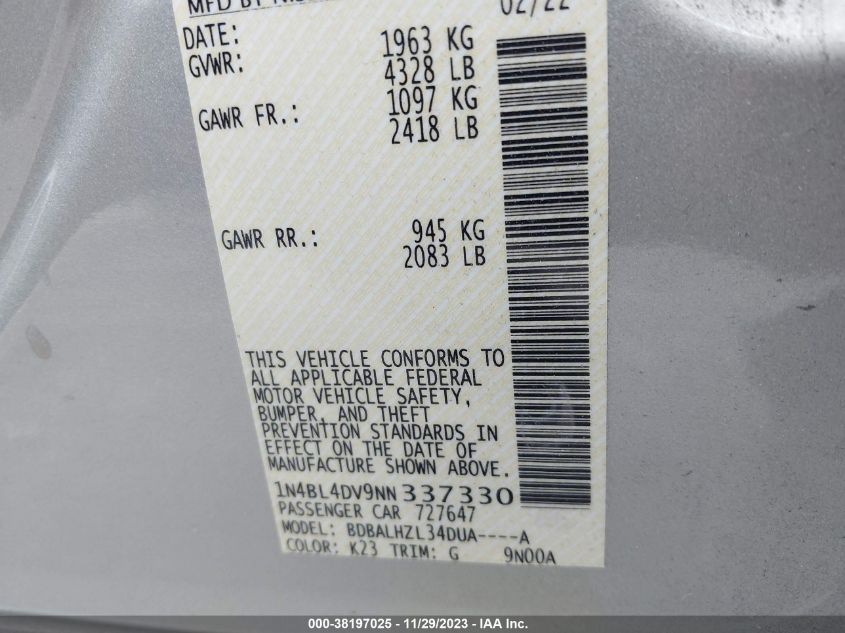 MFD BY
02/22
DATE:
GVWR: 1963 KG
4328 LB
GAWR FR.: 1097 KG
2418 LB
GAWR RR.: 945 KG
2083 LB
THIS VEHICLE CONFORMS TO
ALL APPLICABLE FEDERAL
MOTOR VEHICLE SAFETY,
BUMPER, AND THEFT
PREVENTION STANDARDS IN
EFFECT ON THE DATE OF
MANUFACTURE SHOWN ABOVE.
1N4BL4DV9NN337330
PASSENGER CAR 727647
MODEL: BDBALHZL34DUA----A
COLOR: K23 TRIM: G 9N00A
000-38197025 - 11/29/2023 - IAA Inc.